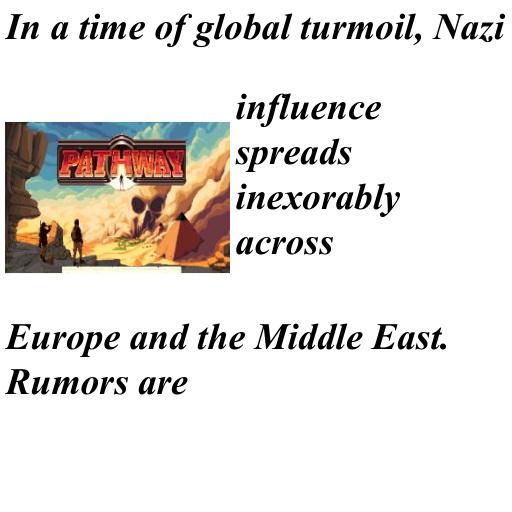 In a time of global turmoil, Nazi
influence
spreads
inexorably
across
PATHWAY
Europe and the Middle East.
Rumors are